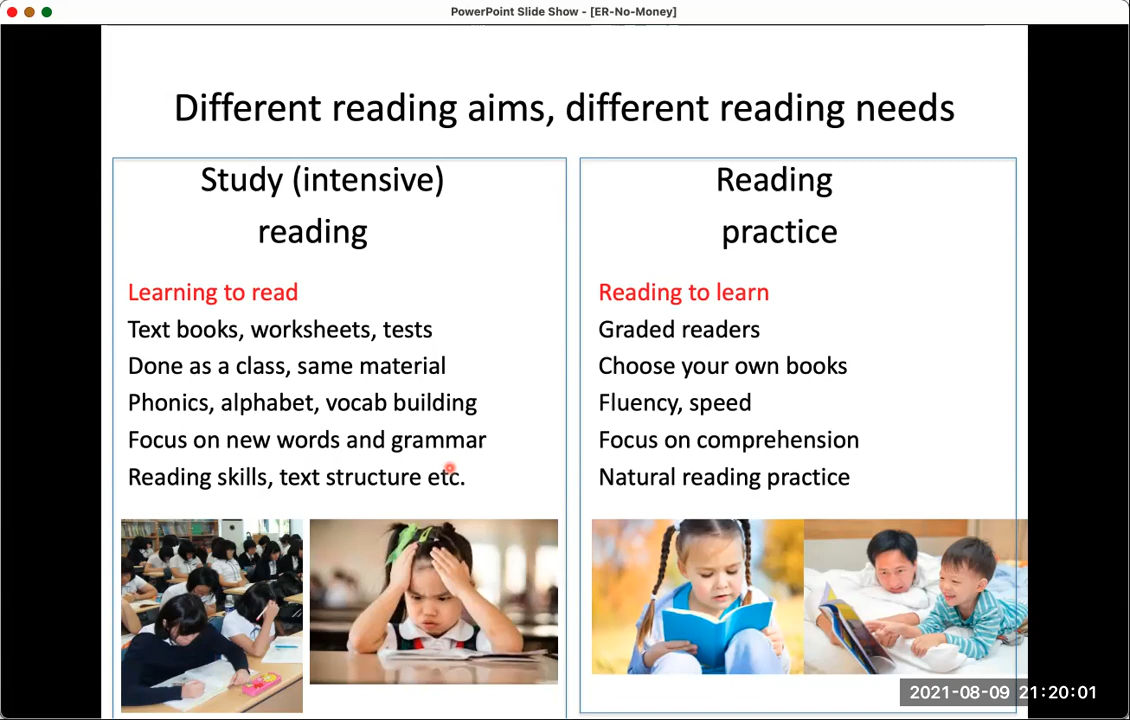 PowerPoint Slide Show - [ER-No-Money]
Different reading aims, different reading needs
Study (intensive)
reading
Learning to read
Text books, worksheets, tests
Done as a class, same material
Phonics, alphabet, vocab building
Focus on new words and grammar
Reading skills, text structure etc.
Reading
practice
Reading to learn
Graded readers
Choose your own books
Fluency, speed
Focus on comprehension
Natural reading practice
2021-08-09 21:20:01